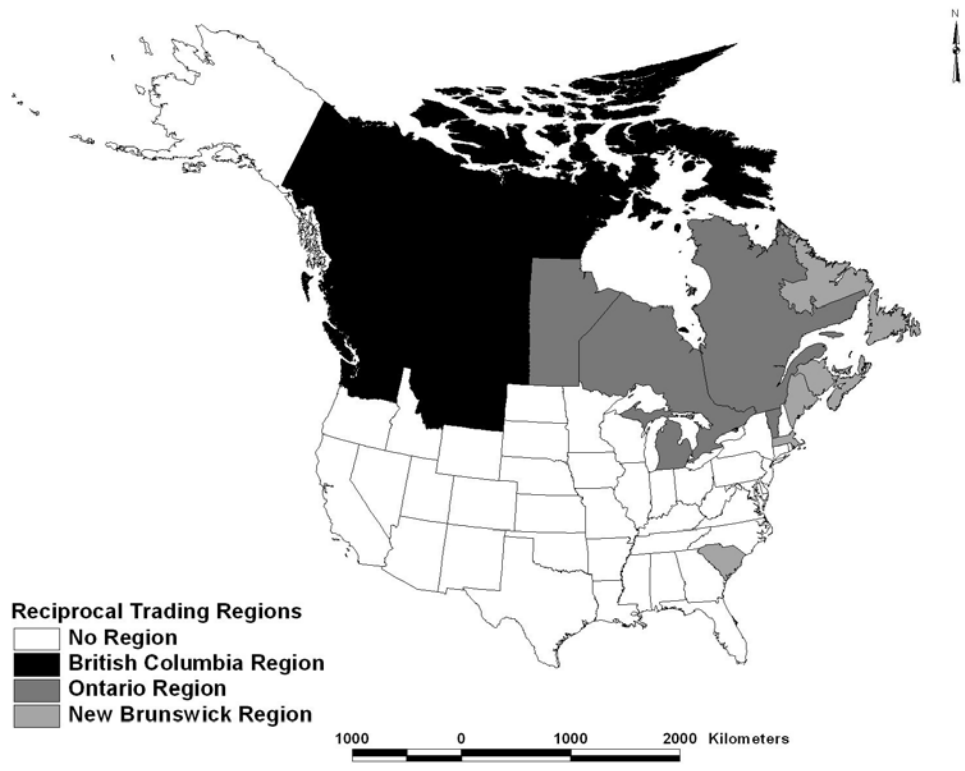 N
Reciprocal Trading Regions
No Region
British Columbia Region
Ontario Region
New Brunswick Region
1000 0 1000 2000 Kilometers